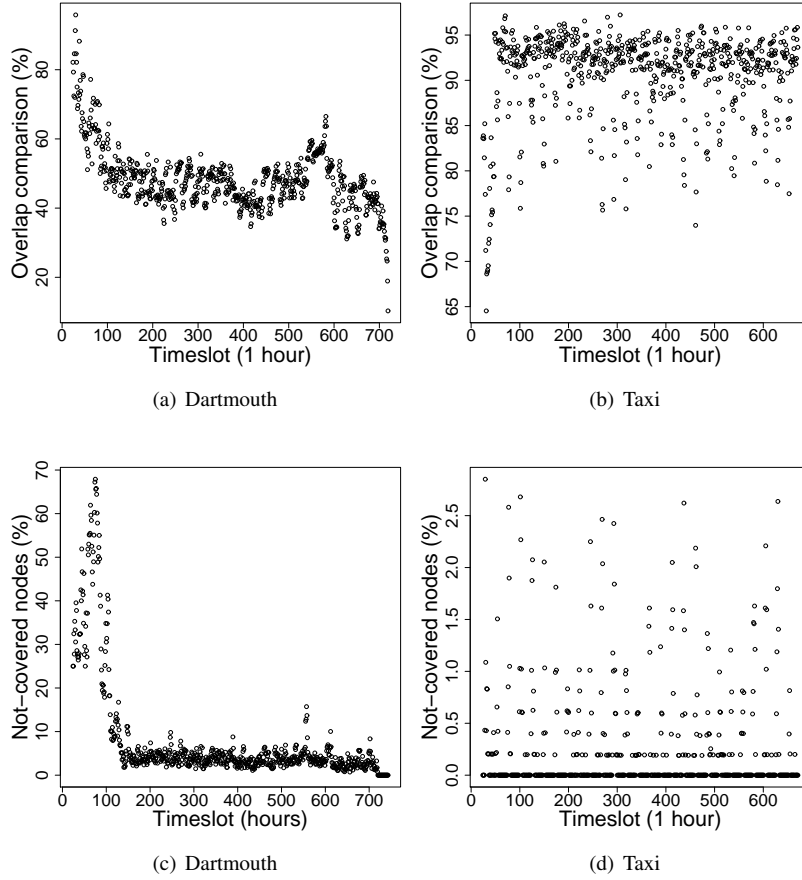 Overlap comparison (%)
80
60
40
20
0 100 200 300 400 500 600 700
Timeslot (1 hour)
(a) Dartmouth
Overlap comparison (%)
95
90
85
80
75
70
65
0 100 200 300 400 500 600
Timeslot (1 hour)
(b) Taxi
Not−covered nodes (%)
70
60
50
40
30
20
10
0
0 100 200 300 400 500 600 700
Timeslot (hours)
(c) Dartmouth
Not−covered nodes (%)
2.5
2.0
1.5
1.0
0.5
0.0
0 100 200 300 400 500 600
Timeslot (1 hour)
(d) Taxi